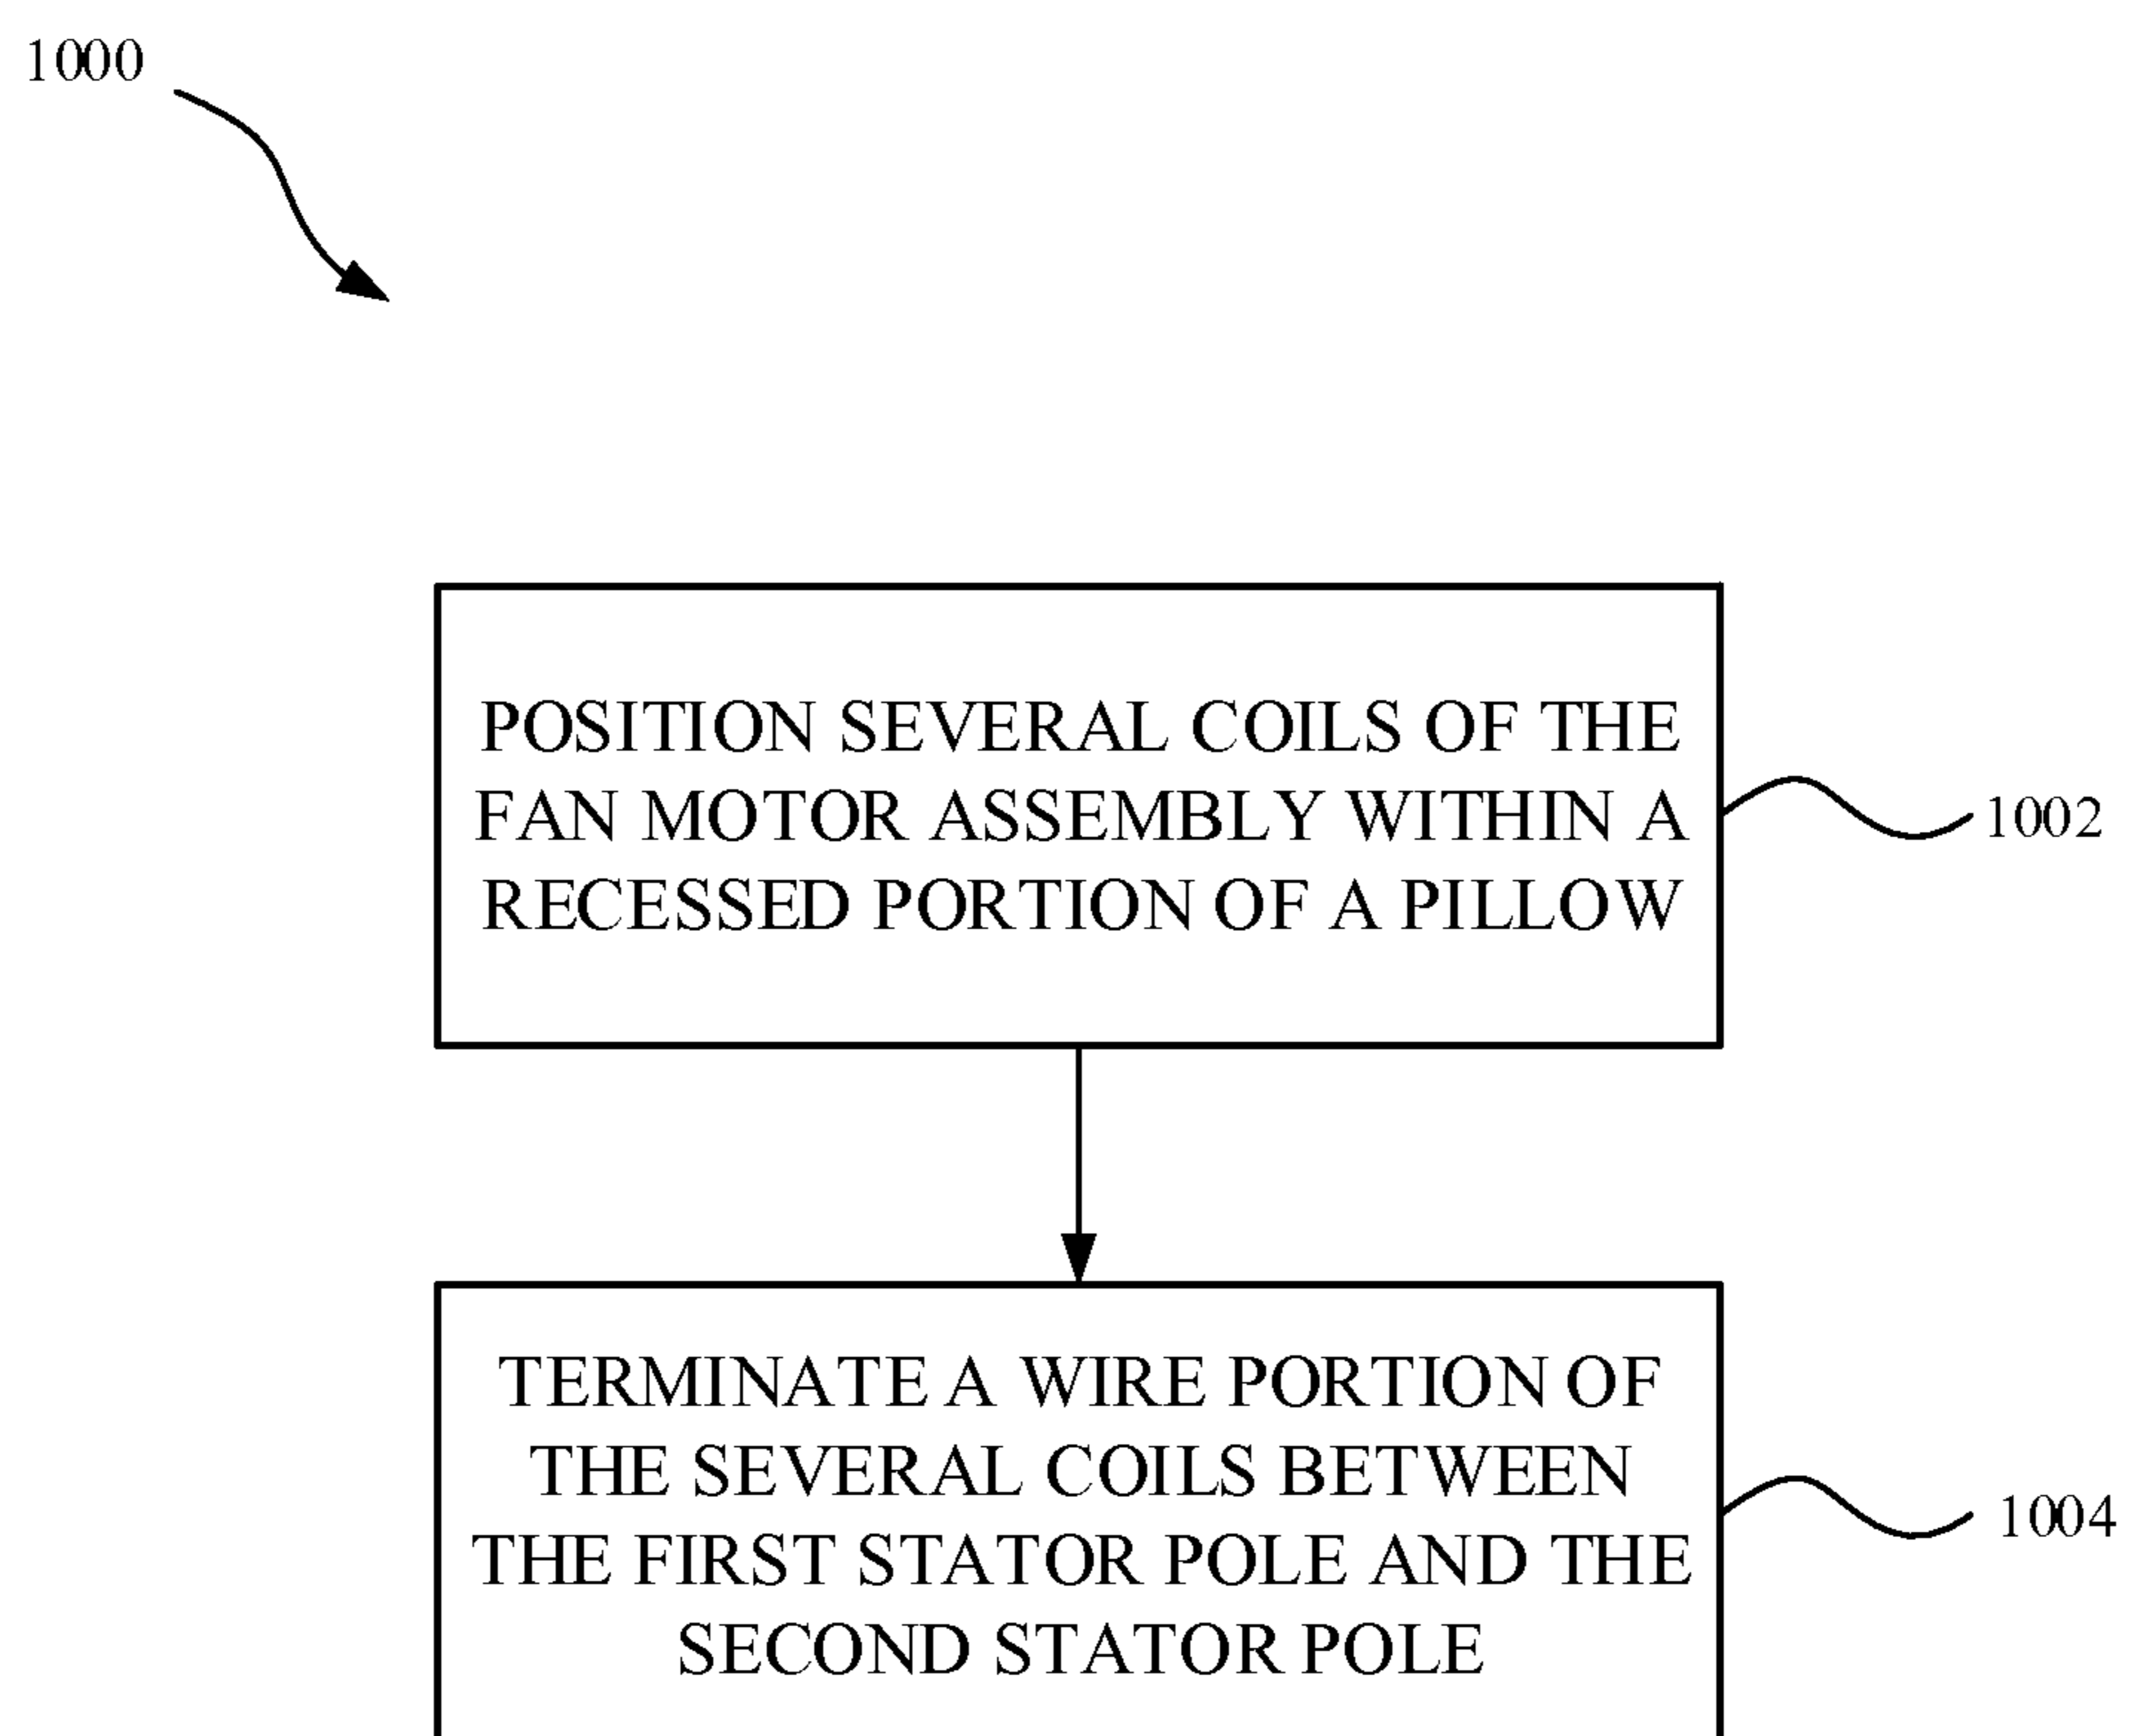 1000
POSITION SEVERAL COILS OF THE
FAN MOTOR ASSEMBLY WITHIN A
RECESSED PORTION OF A PILLOW
1002
TERMINATE A WIRE PORTION OF
THE SEVERAL COILS BETWEEN
THE FIRST STATOR POLE AND THE
SECOND STATOR POLE
1004